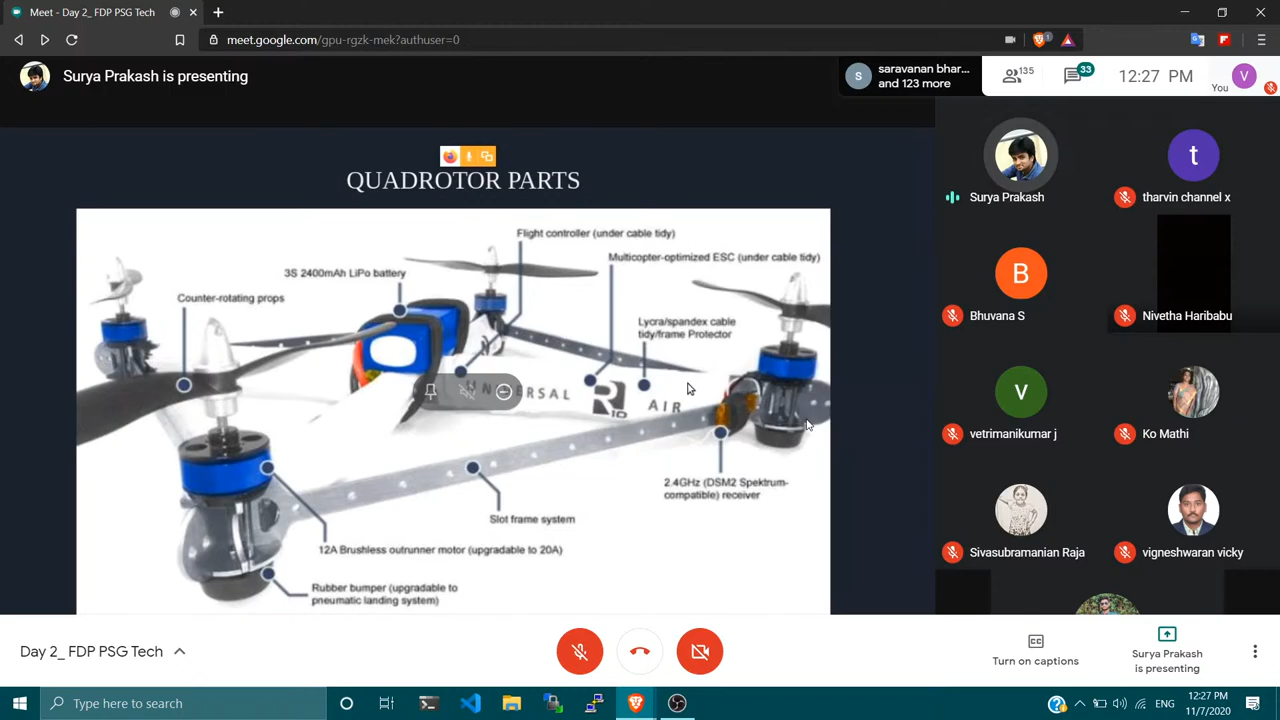 Meet - Day 2_ FDP PSG Tech
meet.google.com/gpu-rgzk-mek?authuser=0
Surya Prakash is presenting
saravanan bhar...
and 123 more
135
33
12:27 PM
You
V
QUADROTOR PARTS
Flight controller (under cable tidy)
Multicopter-optimized ESC (under cable tidy)
3S 2400mAh LiPo battery
Counter-rotating props
Lycra/spandex cable
tidy/frame Protector
UNIVERSAL
R10
AIR
2.4GHz (DSM2 Spektrum-
compatible) receiver
Slot frame system
12A Brushless outrunner motor (upgradable to 20A)
Rubber bumper (upgradable to
pneumatic landing system)
Surya Prakash
t
tharvin channel x
B
Bhuvana S
Nivetha Haribabu
V
vetrimanikumar j
Ko Mathi
Sivasubramanian Raja
vigneshwaran vicky
Day 2_ FDP PSG Tech
Turn on captions
Surya Prakash
is presenting
Type here to search
ENG
12:27 PM
11/7/2020